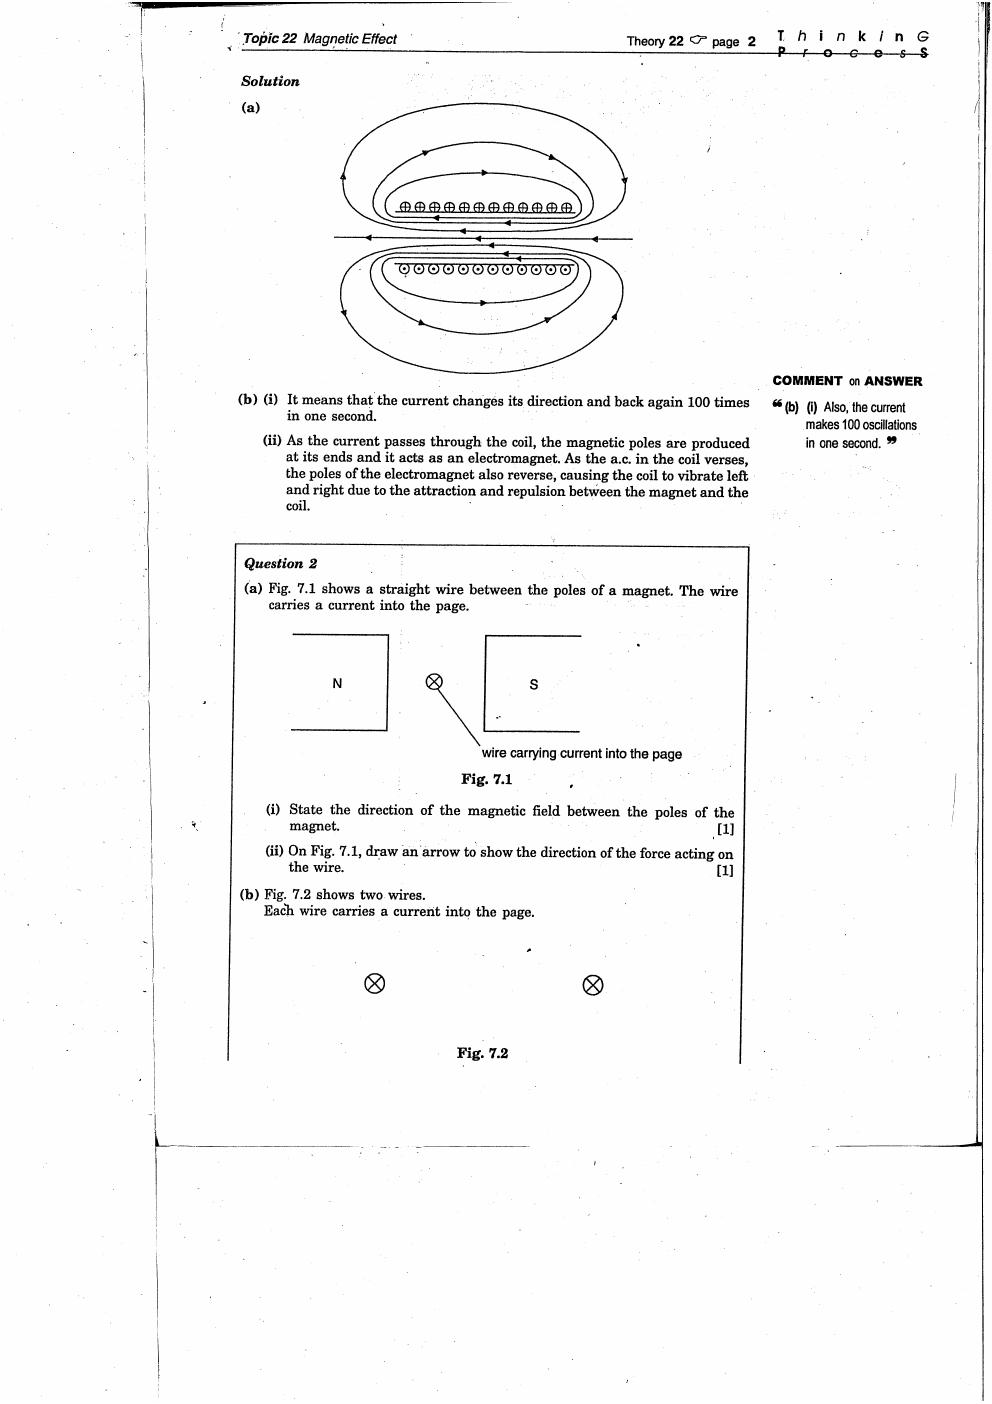 Topic 22 Magnetic Effect
Theory 22 ☞ page 2
T h i n k i n G
P r o c e s S
Solution
(a)
(b) (i) It means that the current changes its direction and back again 100 times
in one second.
(ii) As the current passes through the coil, the magnetic poles are produced
at its ends and it acts as an electromagnet. As the a.c. in the coil verses,
the poles of the electromagnet also reverse, causing the coil to vibrate left
and right due to the attraction and repulsion between the magnet and the
coil.
COMMENT on ANSWER
“ (b) (i) Also, the current
makes 100 oscillations
in one second. ”
Question 2
(a) Fig. 7.1 shows a straight wire between the poles of a magnet. The wire
carries a current into the page.
N
S
wire carrying current into the page
Fig. 7.1
(i) State the direction of the magnetic field between the poles of the
magnet. [1]
(ii) On Fig. 7.1, draw an arrow to show the direction of the force acting on
the wire. [1]
(b) Fig. 7.2 shows two wires.
Each wire carries a current into the page.
Fig. 7.2